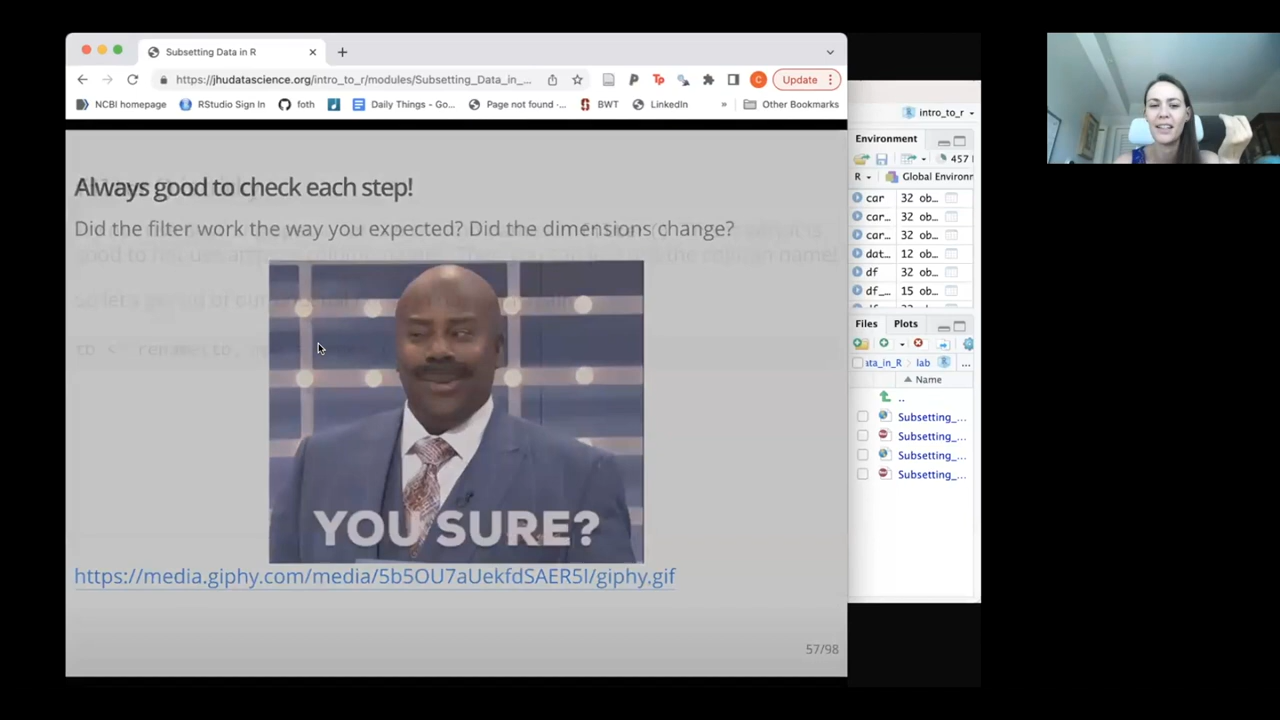 Subsetting Data in R
https://jhudatascience.org/intro_to_r/modules/Subsetting_Data_in_...
Update
NCBI homepage
RStudio Sign In
foth
Daily Things - Go...
Page not found -...
BWT
LinkedIn
»
Other Bookmarks
Always good to check each step!
Did the filter work the way you expected? Did the dimensions change?
YOU SURE?
https://media.giphy.com/media/5b5OU7aUekfdSAER5I/giphy.gif
57/98
intro_to_r
Environment
457
R
Global Environr
car 32 ob...
car... 32 ob...
car... 32 ob...
dat... 12 ob...
df 32 ob...
df_... 15 ob...
Files Plots
ata_in_R lab ...
Name
..
Subsetting_...
Subsetting_...
Subsetting_...
Subsetting_...